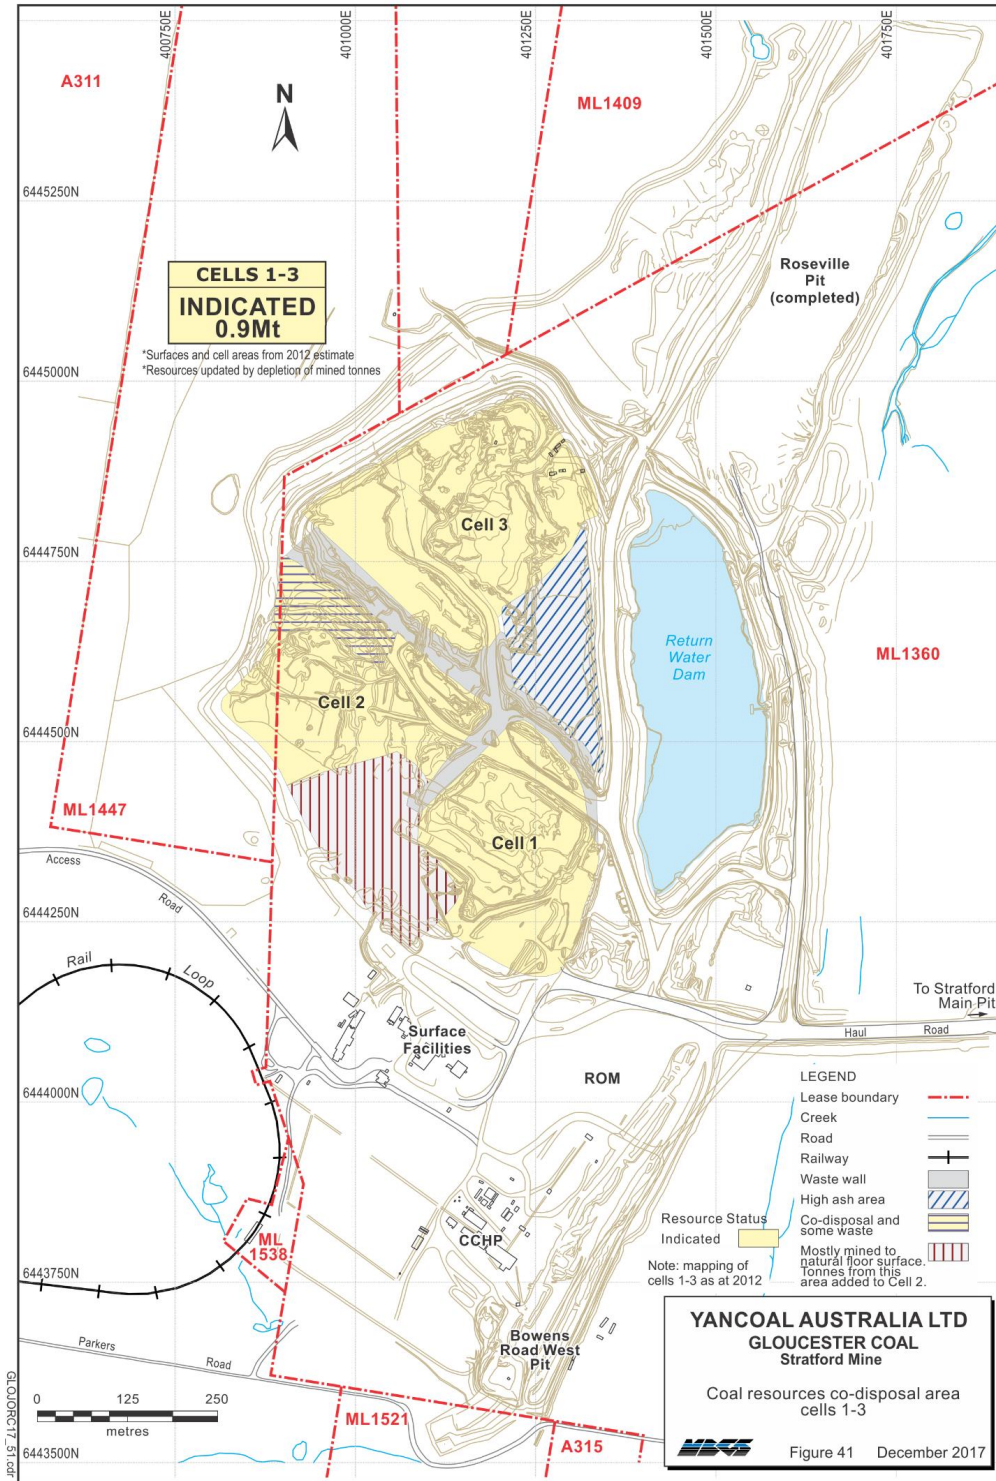 400750E
401000E
401250E
401500E
401750E
A311
N
ML1409
6445250N
Roseville
Pit
(completed)
CELLS 1-3
INDICATED
0.9Mt
*Surfaces and cell areas from 2012 estimate
*Resources updated by depletion of mined tonnes
6445000N
Cell 3
6444750N
Return
Water
Dam
ML1360
Cell 2
6444500N
ML1447
Cell 1
Access
Road
6444250N
Rail
Loop
To Stratford
Main Pit
Haul
Road
Surface
Facilities
ROM
6444000N
LEGEND
Lease boundary
Creek
Road
Railway
Waste wall
High ash area
Co-disposal and
some waste
Mostly mined to
natural floor surface.
Tonnes from this
area added to Cell 2.
Resource Status
Indicated
Note: mapping of
cells 1-3 as at 2012
CCHP
ML
1538
6443750N
Bowens
Road West
Pit
Parkers
Road
0 125 250
metres
ML1521
A315
6443500N
GLOJORC17_51.cdr
YANCOAL AUSTRALIA LTD
GLOUCESTER COAL
Stratford Mine
Coal resources co-disposal area
cells 1-3
Figure 41 December 2017